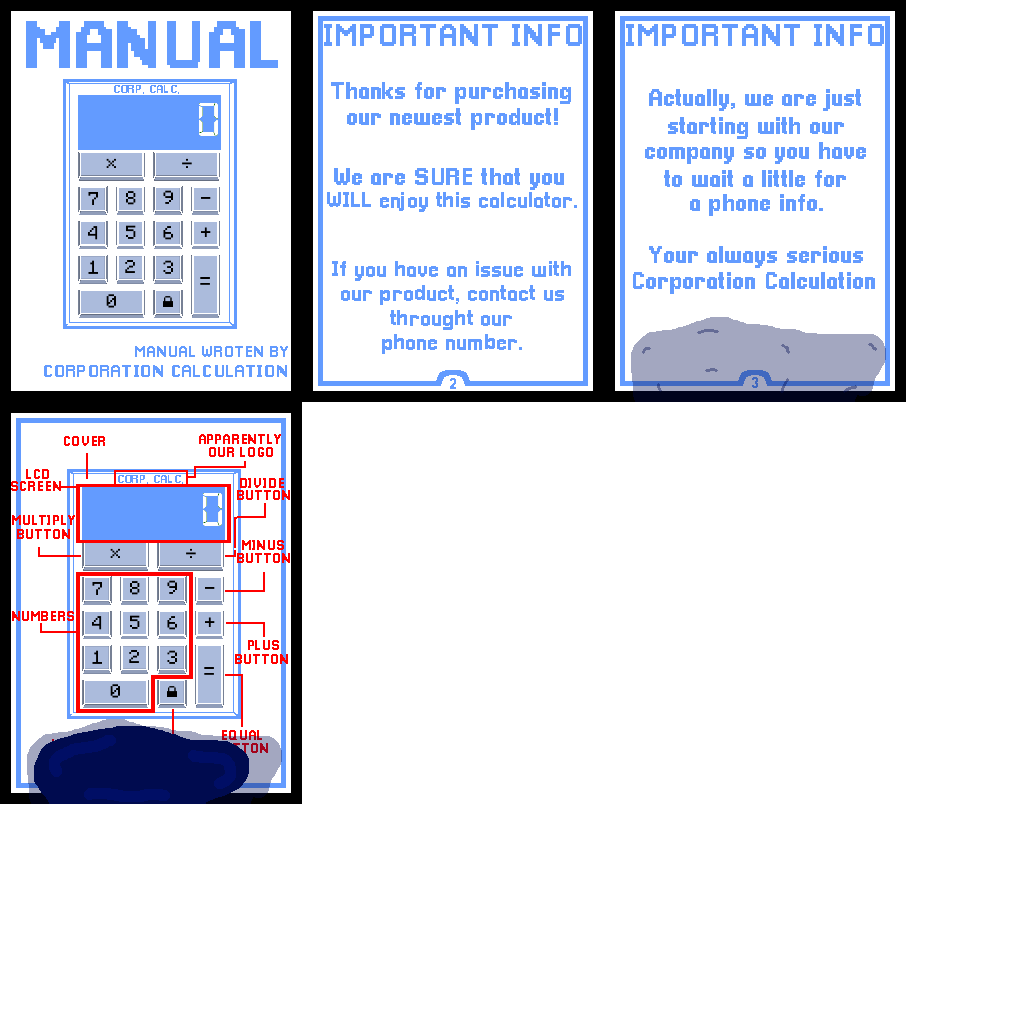 MANUAL
CORP. CALC.
0
× ÷
7 8 9 -
4 5 6 +
1 2 3 =
0
MANUAL WROTEN BY
CORPORATION CALCULATION
IMPORTANT INFO
Thanks for purchasing
our newest product!
We are SURE that you
WILL enjoy this calculator.
If you have an issue with
our product, contact us
throught our
phone number.
2
IMPORTANT INFO
Actually, we are just
starting with our
company so you have
to wait a little for
a phone info.
Your always serious
Corporation Calculation
3
COVER
APPARENTLY
OUR LOGO
LCD
SCREEN
CORP. CALC.
DIVIDE
BUTTON
0
MULTIPLY
BUTTON
MINUS
BUTTON
× ÷
7 8 9 -
NUMBERS
4 5 6 +
PLUS
BUTTON
1 2 3 =
0
EQUAL